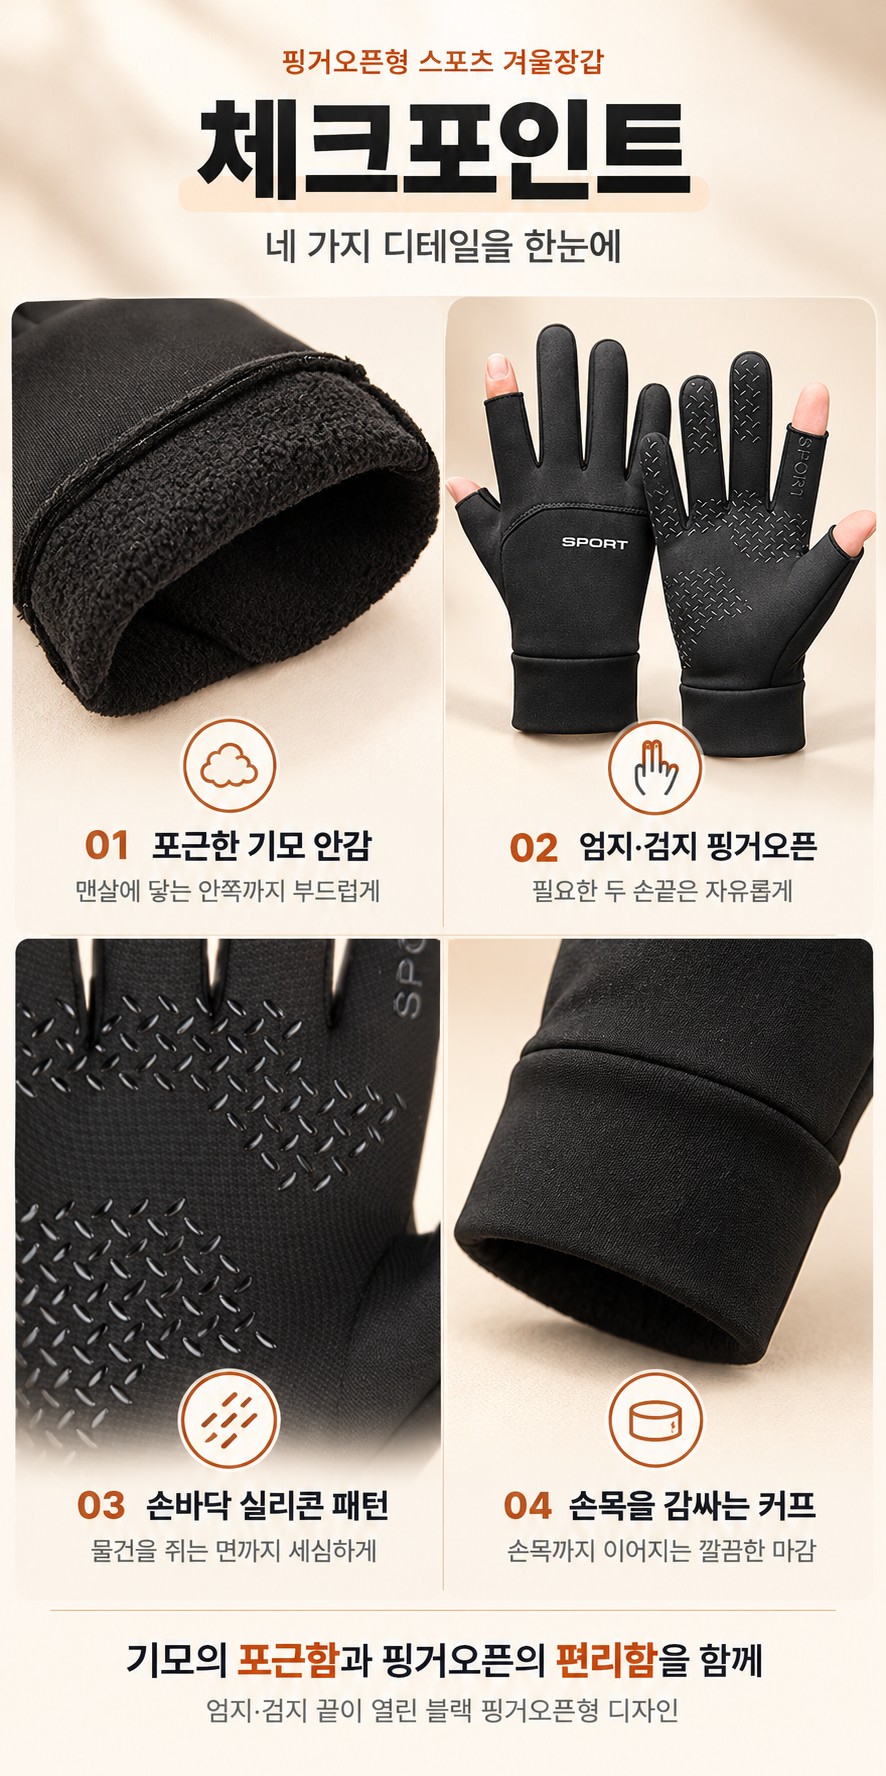 핑거오픈형 스포츠 겨울장갑
체크포인트
네 가지 디테일을 한눈에
SPORT
SPORT
01 포근한 기모 안감
맨살에 닿는 안쪽까지 부드럽게
02 엄지·검지 핑거오픈
필요한 두 손끝은 자유롭게
SPO
03 손바닥 실리콘 패턴
물건을 쥐는 면까지 세심하게
04 손목을 감싸는 커프
손목까지 이어지는 깔끔한 마감
기모의 포근함과 핑거오픈의 편리함을 함께
엄지·검지 끝이 열린 블랙 핑거오픈형 디자인